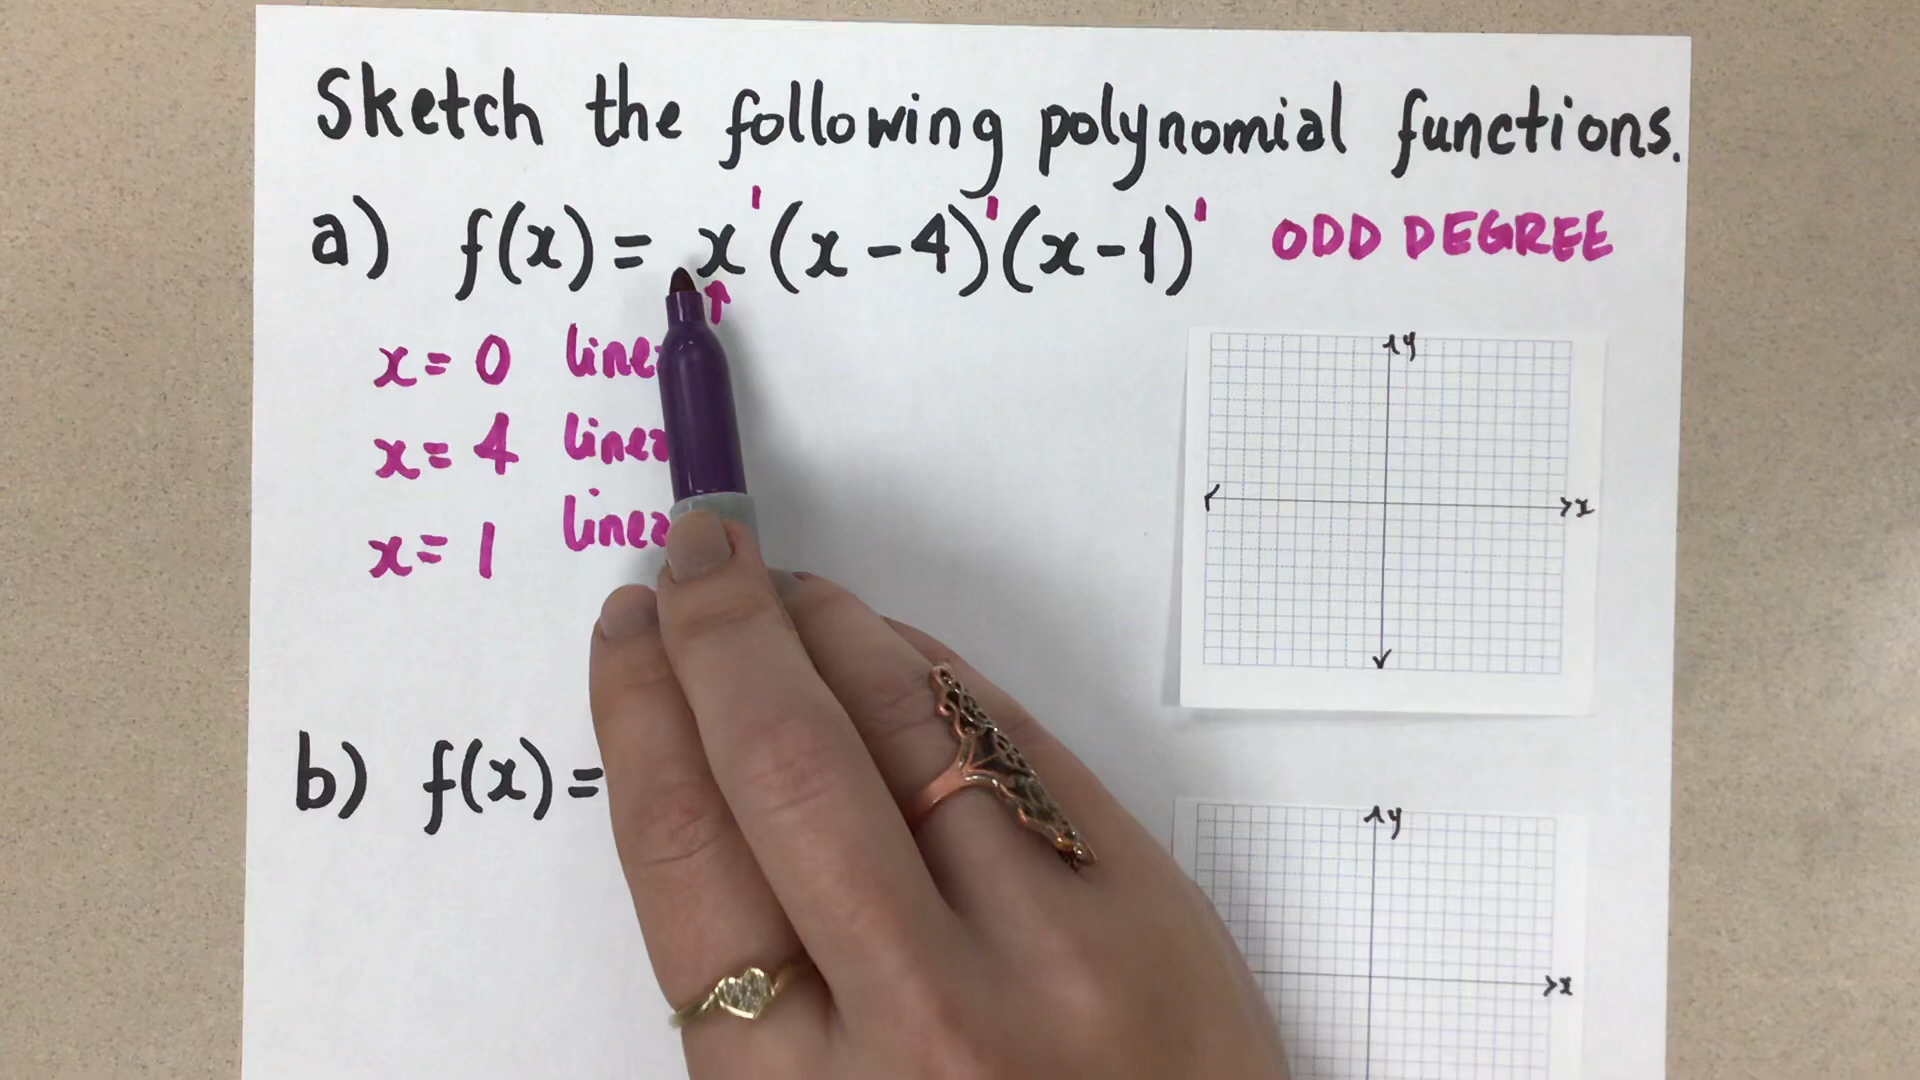 Sketch the following polynomial functions.
a) f(x) = x¹(x-4)¹(x-1)¹ ODD DEGREE
↑
x = 0
x = 4
x = 1
y
x
b) f(x) =
y
x